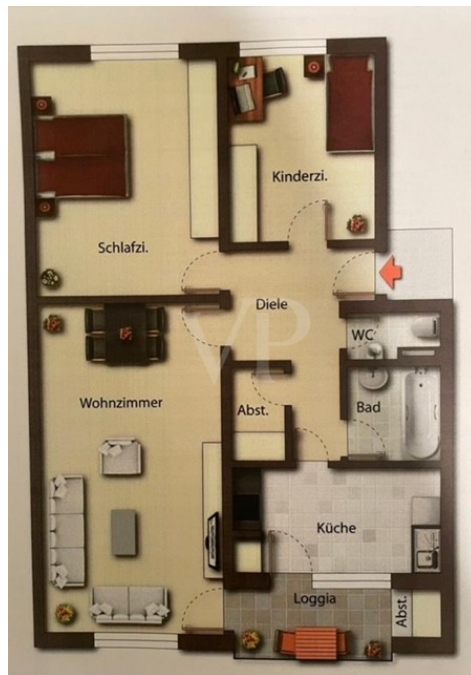 Kinderzi.
Schlafzi.
Diele
VP
WC
Wohnzimmer
Abst.
Bad
Küche
Loggia
Abst.